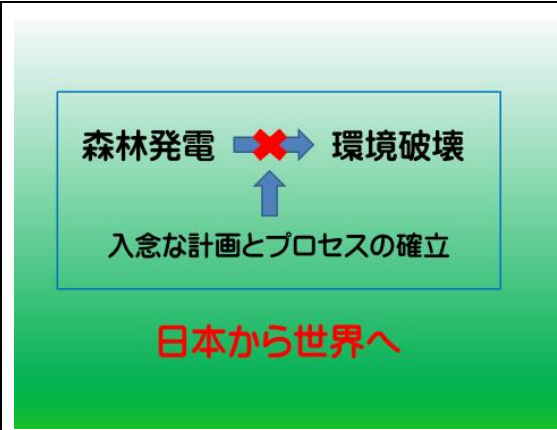 森林発電 環境破壊
入念な計画とプロセスの確立
日本から世界へ